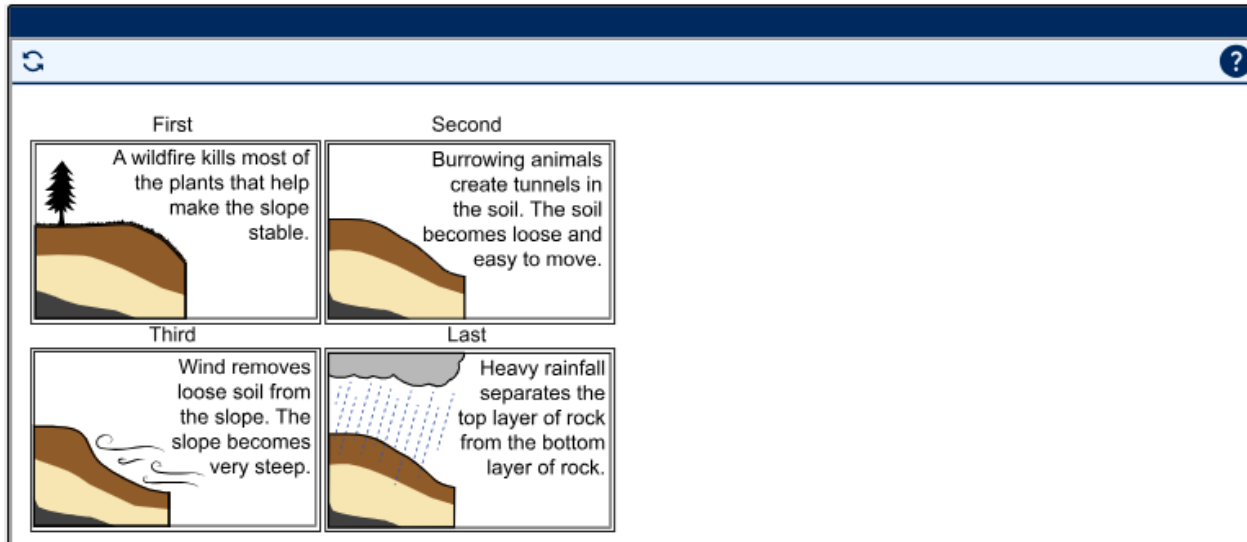 ?
First
A wildfire kills most of
the plants that help
make the slope
stable.
Second
Burrowing animals
create tunnels in
the soil. The soil
becomes loose and
easy to move.
Third
Wind removes
loose soil from
the slope. The
slope becomes
very steep.
Last
Heavy rainfall
separates the
top layer of rock
from the bottom
layer of rock.